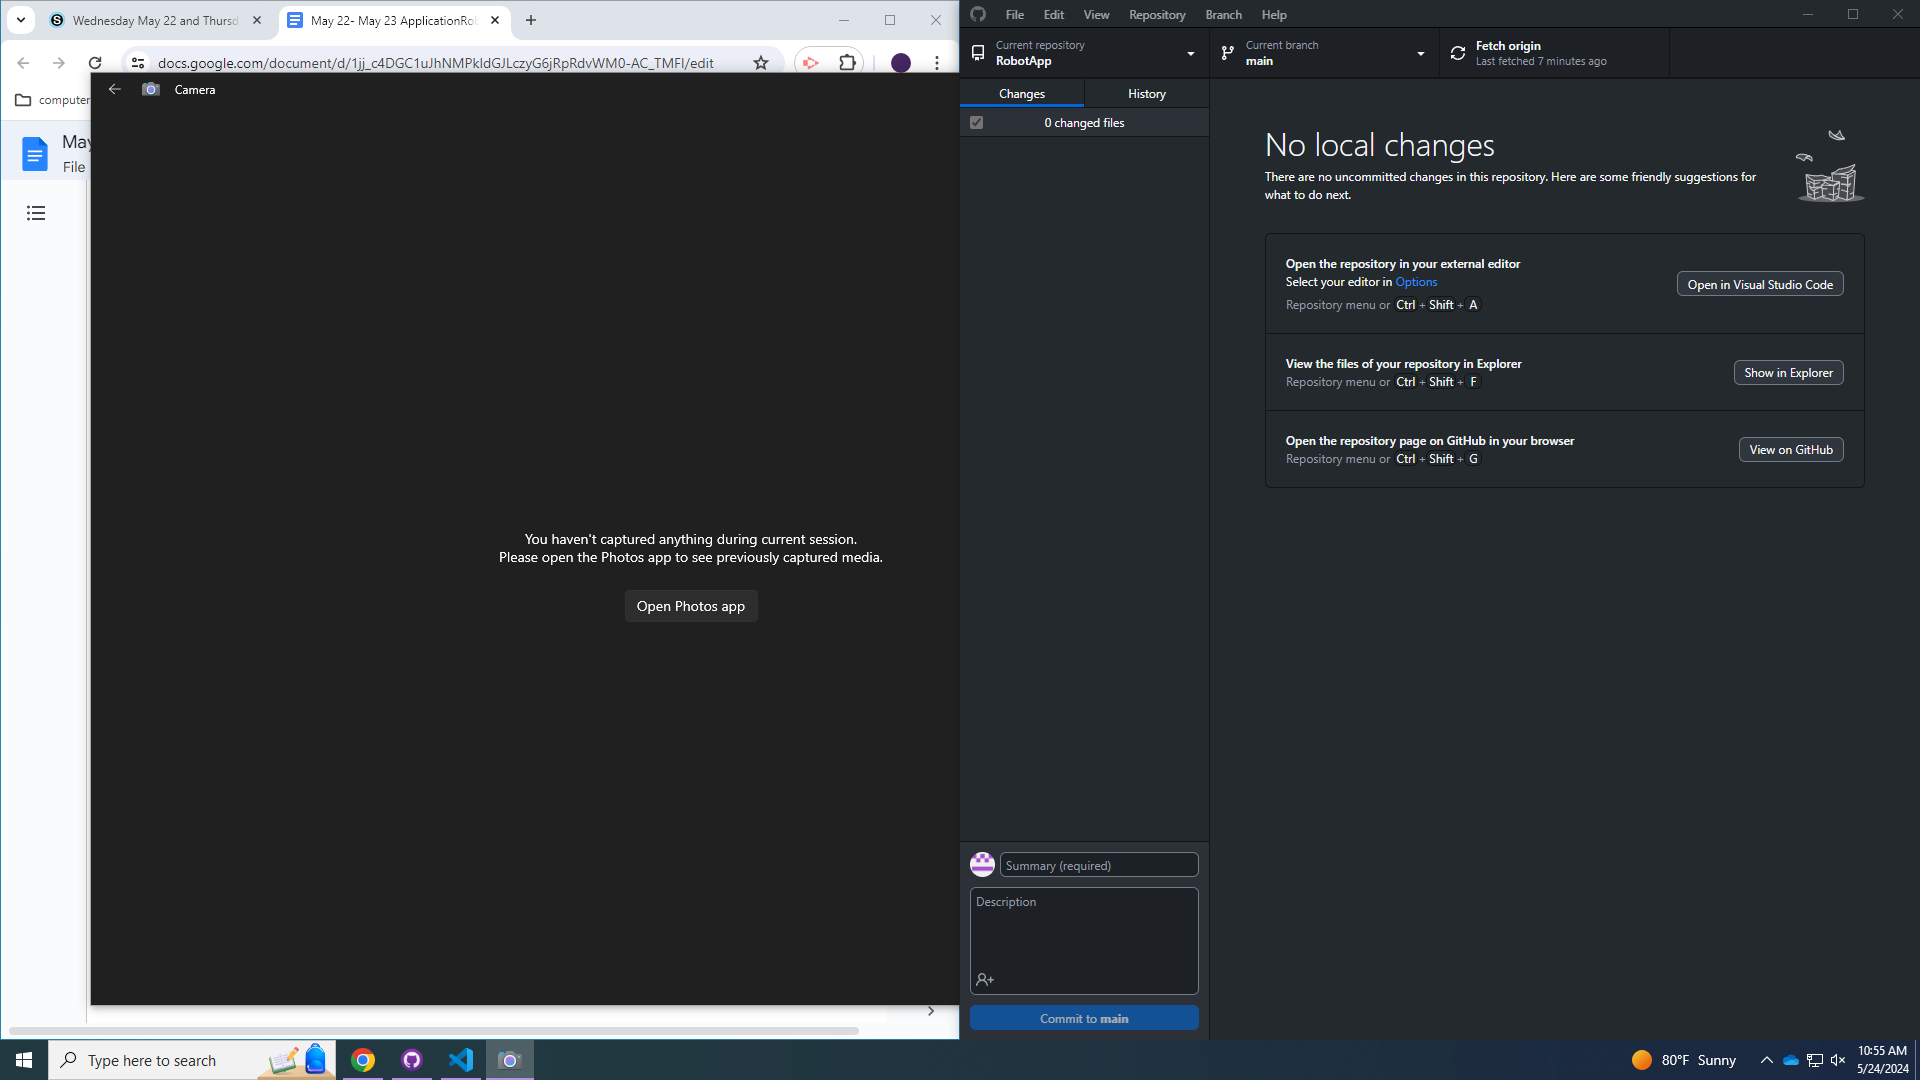 Wednesday May 22 and Thursd
May 22- May 23 ApplicationRo
docs.google.com/document/d/1jj_c4DGC1uJhNMPkIdGJLczyG6jRpRdvWM0-AC_TMFI/edit
computer
May
File
Camera
You haven't captured anything during current session.
Please open the Photos app to see previously captured media.
Open Photos app
File Edit View Repository Branch Help
Current repository
RobotApp
Current branch
main
Fetch origin
Last fetched 7 minutes ago
Changes
History
0 changed files
No local changes
There are no uncommitted changes in this repository. Here are some friendly suggestions for
what to do next.
Open the repository in your external editor
Select your editor in Options
Repository menu or Ctrl + Shift + A
Open in Visual Studio Code
View the files of your repository in Explorer
Repository menu or Ctrl + Shift + F
Show in Explorer
Open the repository page on GitHub in your browser
Repository menu or Ctrl + Shift + G
View on GitHub
Summary (required)
Description
Commit to main
Type here to search
80°F Sunny
10:55 AM
5/24/2024